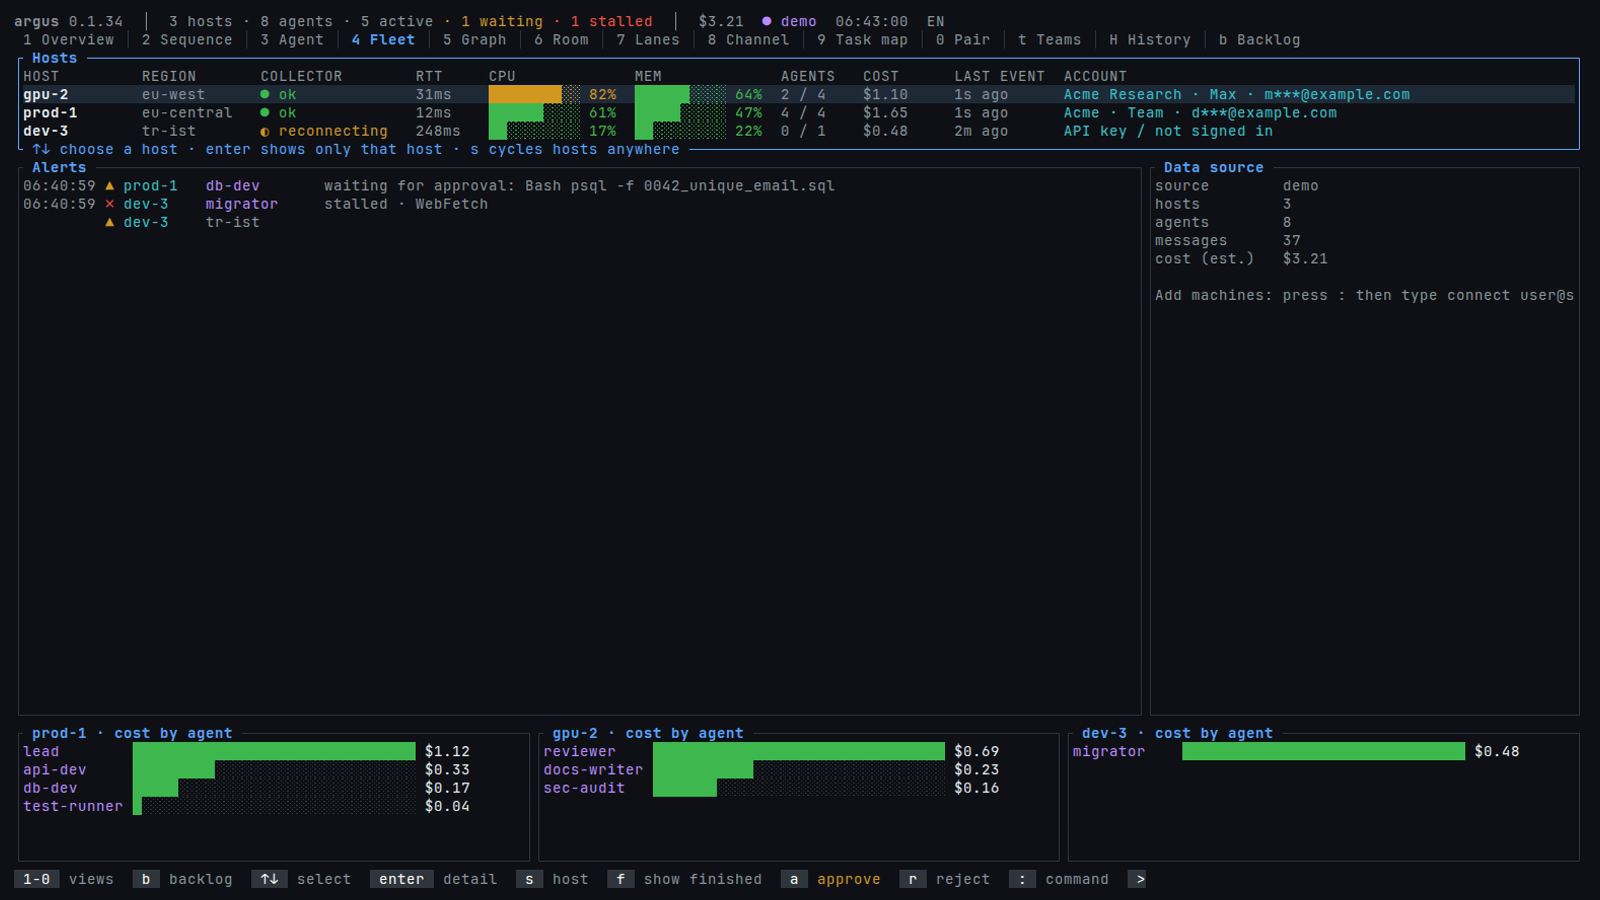 argus 0.1.34 │ 3 hosts · 8 agents · 5 active · 1 waiting · 1 stalled │ $3.21 ● demo 06:43:00 EN
1 Overview │ 2 Sequence │ 3 Agent │ 4 Fleet │ 5 Graph │ 6 Room │ 7 Lanes │ 8 Channel │ 9 Task map │ 0 Pair │ t Teams │ H History │ b Backlog
Hosts
HOST REGION COLLECTOR RTT CPU MEM AGENTS COST LAST EVENT ACCOUNT
gpu-2 eu-west ● ok 31ms 82% 64% 2 / 4 $1.10 1s ago Acme Research · Max · m***@example.com
prod-1 eu-central ● ok 12ms 61% 47% 4 / 4 $1.65 1s ago Acme · Team · d***@example.com
dev-3 tr-ist ◐ reconnecting 248ms 17% 22% 0 / 1 $0.48 2m ago API key / not signed in
↑↓ choose a host · enter shows only that host · s cycles hosts anywhere
Alerts
06:40:59 ▲ prod-1 db-dev waiting for approval: Bash psql -f 0042_unique_email.sql
06:40:59 ✕ dev-3 migrator stalled · WebFetch
▲ dev-3 tr-ist
Data source
source demo
hosts 3
agents 8
messages 37
cost (est.) $3.21
Add machines: press : then type connect user@s
prod-1 · cost by agent
lead $1.12
api-dev $0.33
db-dev $0.17
test-runner $0.04
gpu-2 · cost by agent
reviewer $0.69
docs-writer $0.23
sec-audit $0.16
dev-3 · cost by agent
migrator $0.48
1-0 views b backlog ↑↓ select enter detail s host f show finished a approve r reject : command >